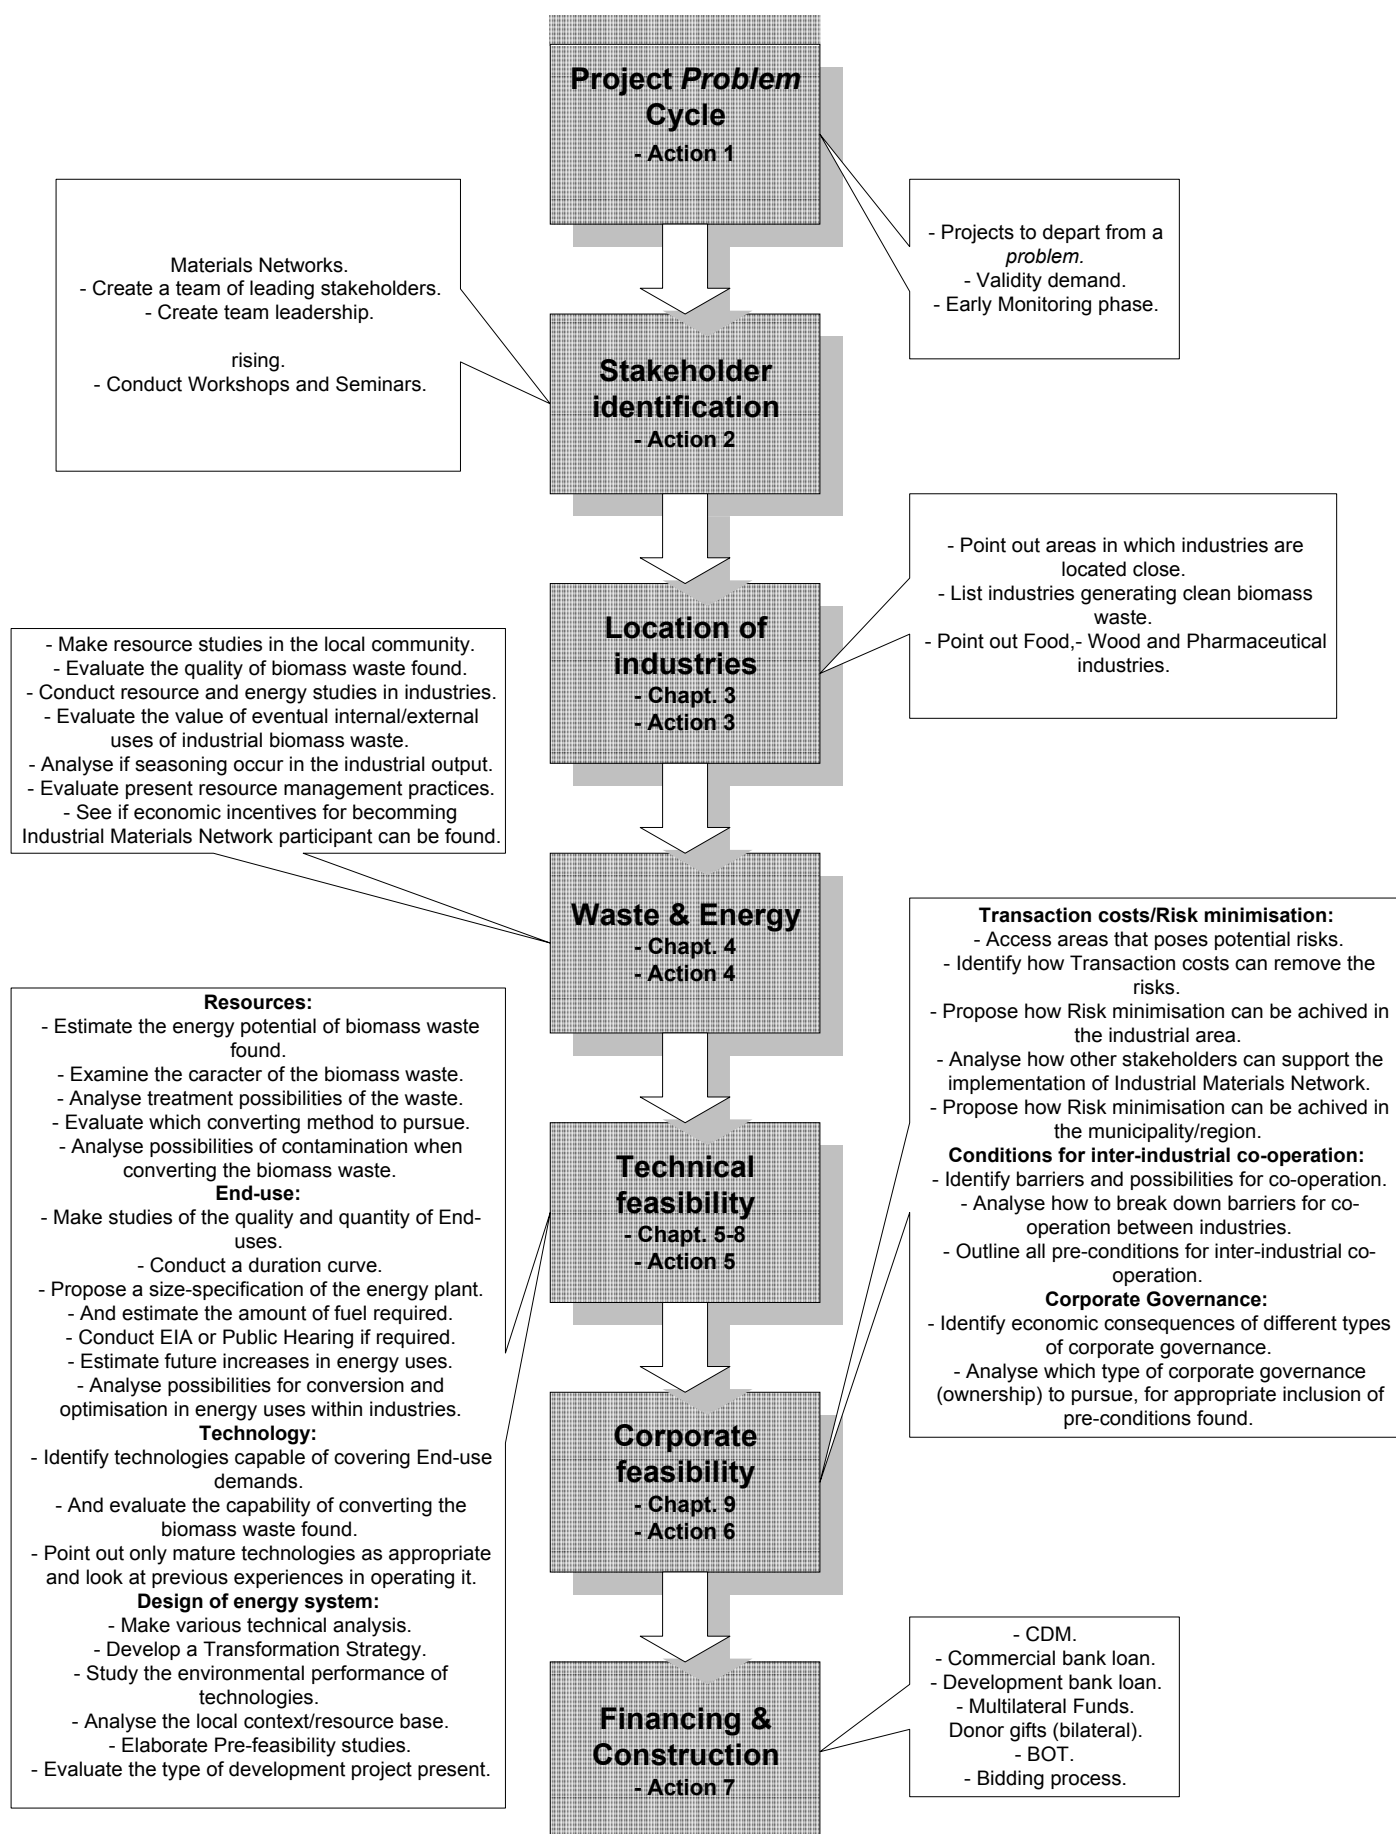 Project Problem
Cycle
- Action 1
- Projects to depart from a
problem.
- Validity demand.
- Early Monitoring phase.
Materials Networks.
- Create a team of leading stakeholders.
- Create team leadership.
rising.
- Conduct Workshops and Seminars.
Stakeholder
identification
- Action 2
- Point out areas in which industries are
located close.
- List industries generating clean biomass
waste.
- Point out Food,- Wood and Pharmaceutical
industries.
Location of
industries
- Chapt. 3
- Action 3
- Make resource studies in the local community.
- Evaluate the quality of biomass waste found.
- Conduct resource and energy studies in industries.
- Evaluate the value of eventual internal/external
uses of industrial biomass waste.
- Analyse if seasoning occur in the industrial output.
- Evaluate present resource management practices.
- See if economic incentives for becomming
Industrial Materials Network participant can be found.
Waste & Energy
- Chapt. 4
- Action 4
Resources:
- Estimate the energy potential of biomass waste
found.
- Examine the caracter of the biomass waste.
- Analyse treatment possibilities of the waste.
- Evaluate which converting method to pursue.
- Analyse possibilities of contamination when
converting the biomass waste.
End-use:
- Make studies of the quality and quantity of End-
uses.
- Conduct a duration curve.
- Propose a size-specification of the energy plant.
- And estimate the amount of fuel required.
- Conduct EIA or Public Hearing if required.
- Estimate future increases in energy uses.
- Analyse possibilities for conversion and
optimisation in energy uses within industries.
Technology:
- Identify technologies capable of covering End-use
demands.
- And evaluate the capability of converting the
biomass waste found.
- Point out only mature technologies as appropriate
and look at previous experiences in operating it.
Design of energy system:
- Make various technical analysis.
- Develop a Transformation Strategy.
- Study the environmental performance of
technologies.
- Analyse the local context/resource base.
- Elaborate Pre-feasibility studies.
- Evaluate the type of development project present.
Technical
feasibility
- Chapt. 5-8
- Action 5
Transaction costs/Risk minimisation:
- Access areas that poses potential risks.
- Identify how Transaction costs can remove the
risks.
- Propose how Risk minimisation can be achived in
the industrial area.
- Analyse how other stakeholders can support the
implementation of Industrial Materials Network.
- Propose how Risk minimisation can be achived in
the municipality/region.
Conditions for inter-industrial co-operation:
- Identify barriers and possibilities for co-operation.
- Analyse how to break down barriers for co-
operation between industries.
- Outline all pre-conditions for inter-industrial co-
operation.
Corporate Governance:
- Identify economic consequences of different types
of corporate governance.
- Analyse which type of corporate governance
(ownership) to pursue, for appropriate inclusion of
pre-conditions found.
Corporate
feasibility
- Chapt. 9
- Action 6
Financing &
Construction
- Action 7
- CDM.
- Commercial bank loan.
- Development bank loan.
- Multilateral Funds.
Donor gifts (bilateral).
- BOT.
- Bidding process.